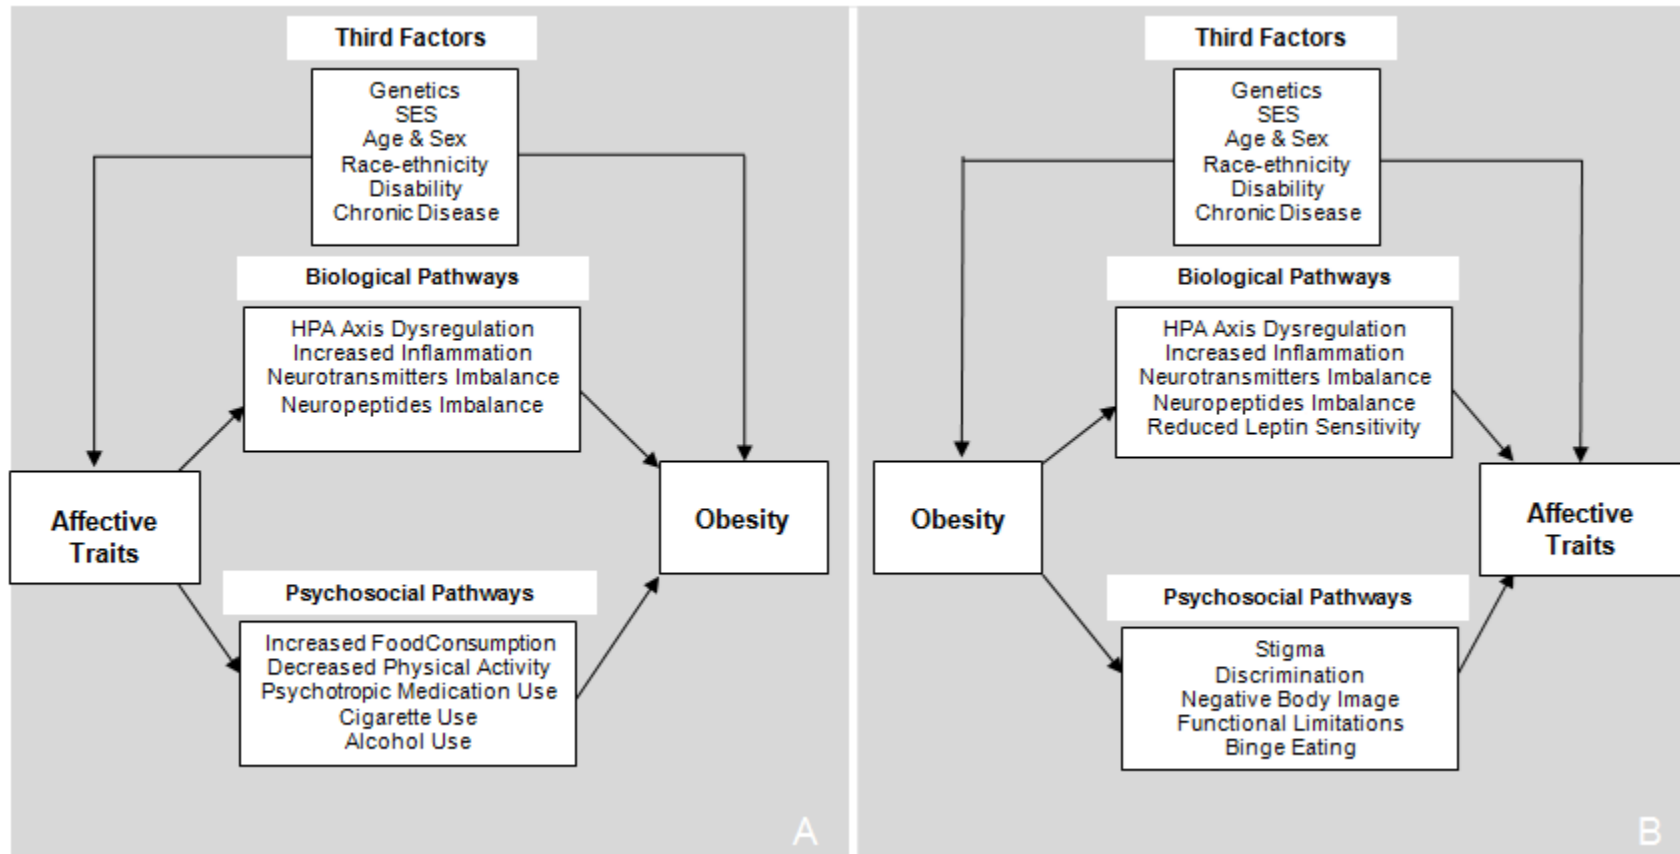 Third Factors
Genetics
SES
Age & Sex
Race-ethnicity
Disability
Chronic Disease
Biological Pathways
HPA Axis Dysregulation
Increased Inflammation
Neurotransmitters Imbalance
Neuropeptides Imbalance
Affective
Traits
Obesity
Psychosocial Pathways
Increased FoodConsumption
Decreased Physical Activity
Psychotropic Medication Use
Cigarette Use
Alcohol Use
A
Third Factors
Genetics
SES
Age & Sex
Race-ethnicity
Disability
Chronic Disease
Biological Pathways
HPA Axis Dysregulation
Increased Inflammation
Neurotransmitters Imbalance
Neuropeptides Imbalance
Reduced Leptin Sensitivity
Obesity
Affective
Traits
Psychosocial Pathways
Stigma
Discrimination
Negative Body Image
Functional Limitations
Binge Eating
B